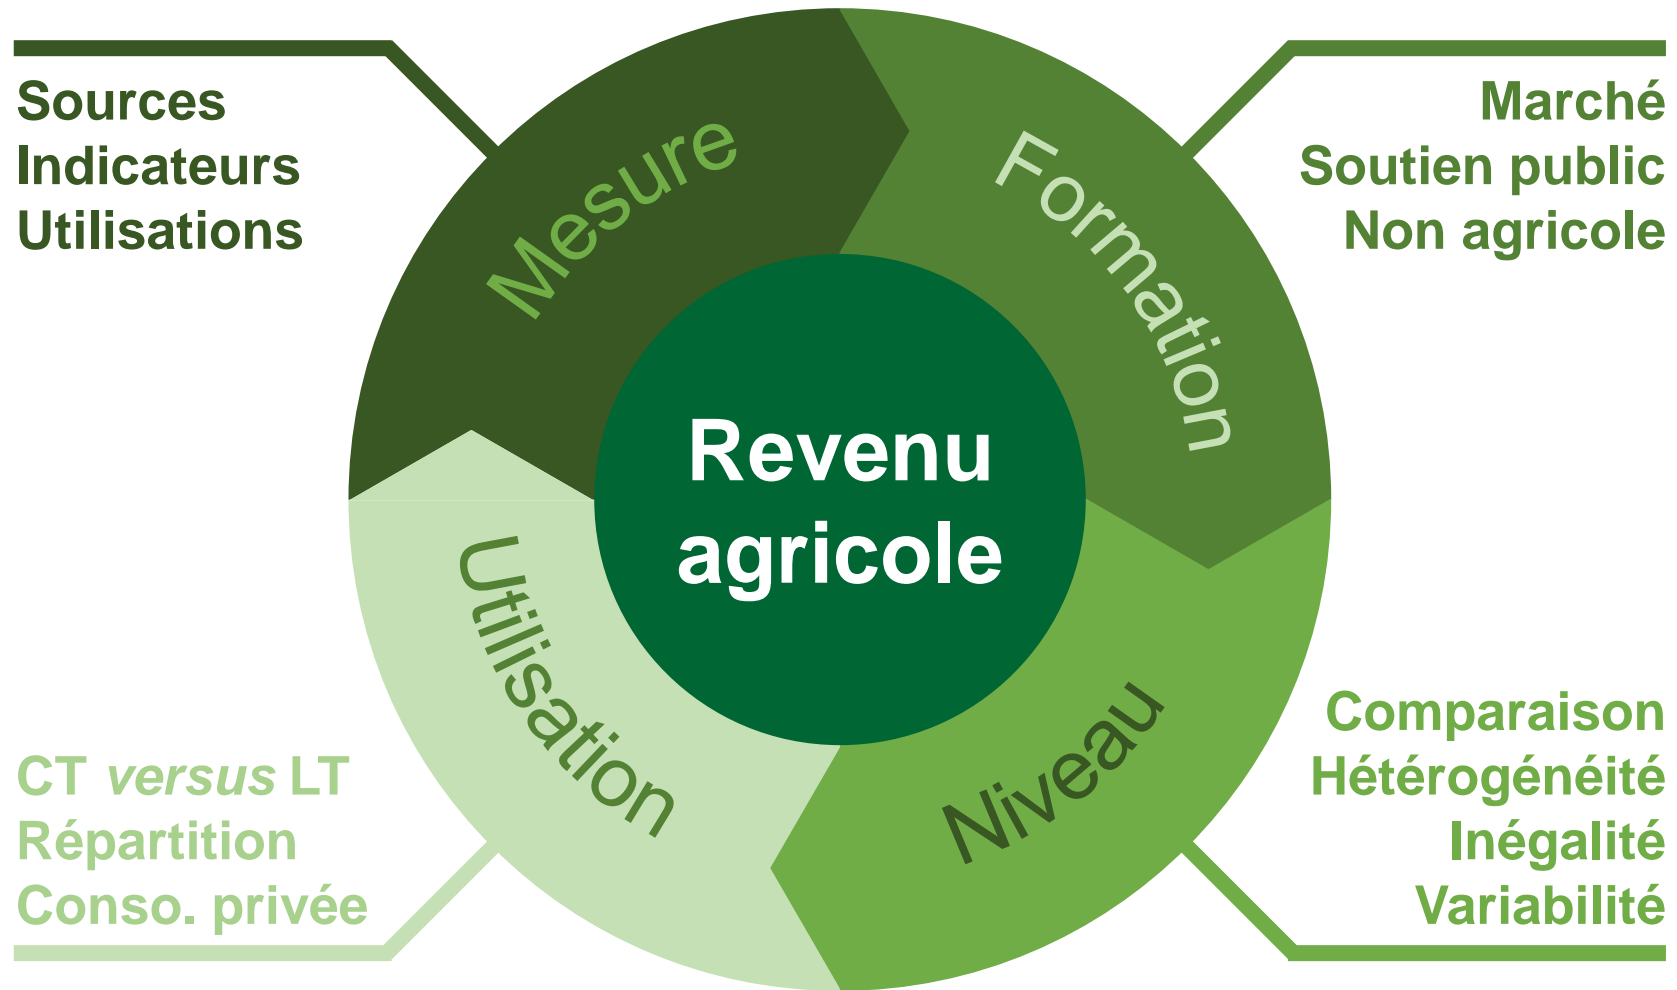 Sources
Indicateurs
Utilisations
Mesure
Formation
Marché
Soutien public
Non agricole
Revenu
agricole
Utilisation
Niveau
CT versus LT
Répartition
Conso. privée
Comparaison
Hétérogénéité
Inégalité
Variabilité